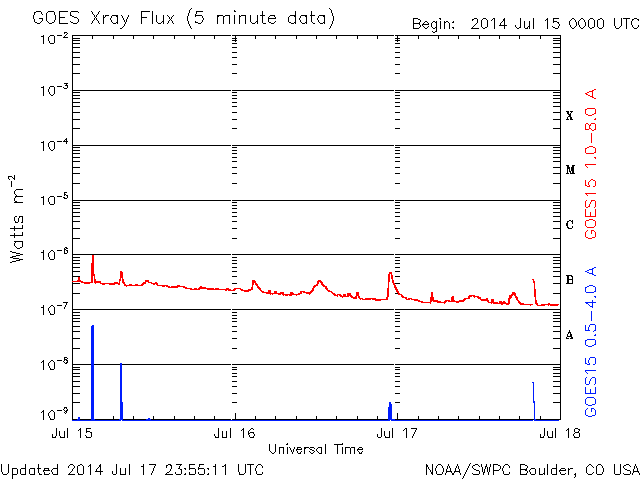 GOES Xray Flux (5 minute data)
Begin: 2014 Jul 15 0000 UTC
10⁻²
10⁻³
10⁻⁴
10⁻⁵
10⁻⁶
10⁻⁷
10⁻⁸
10⁻⁹
Watts m⁻²
X
M
C
B
A
GOES15 1.0-8.0 A
GOES15 0.5-4.0 A
Jul 15
Jul 16
Jul 17
Jul 18
Universal Time
Updated 2014 Jul 17 23:55:11 UTC
NOAA/SWPC Boulder, CO USA